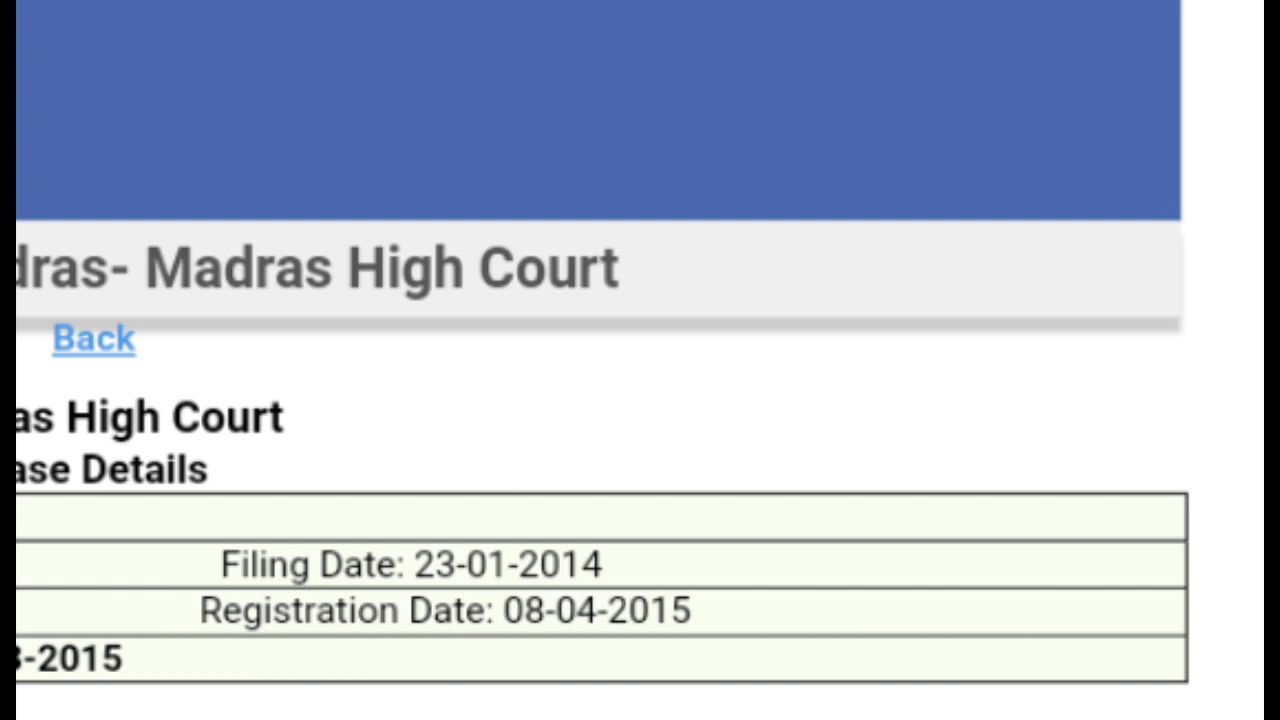 dras- Madras High Court
Back
as High Court
ase Details
Filing Date: 23-01-2014
Registration Date: 08-04-2015
-2015